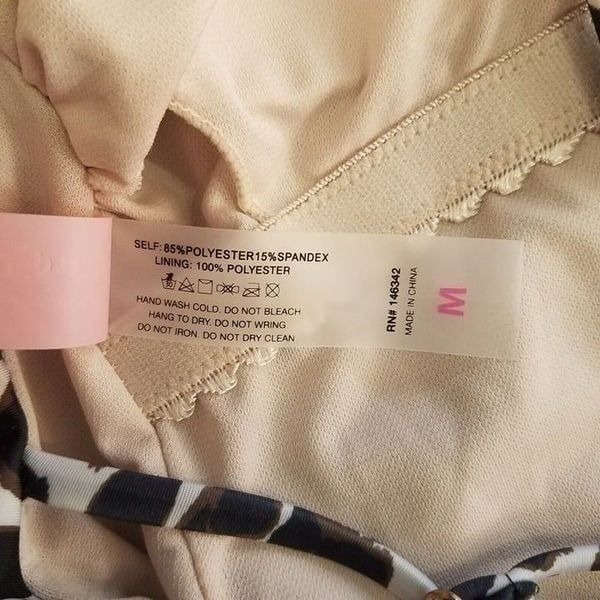 SELF: 85%POLYESTER15%SPANDEX
LINING: 100% POLYESTER
HAND WASH COLD. DO NOT BLEACH
HANG TO DRY. DO NOT WRING
DO NOT IRON. DO NOT DRY CLEAN
RN# 146342
MADE IN CHINA
M